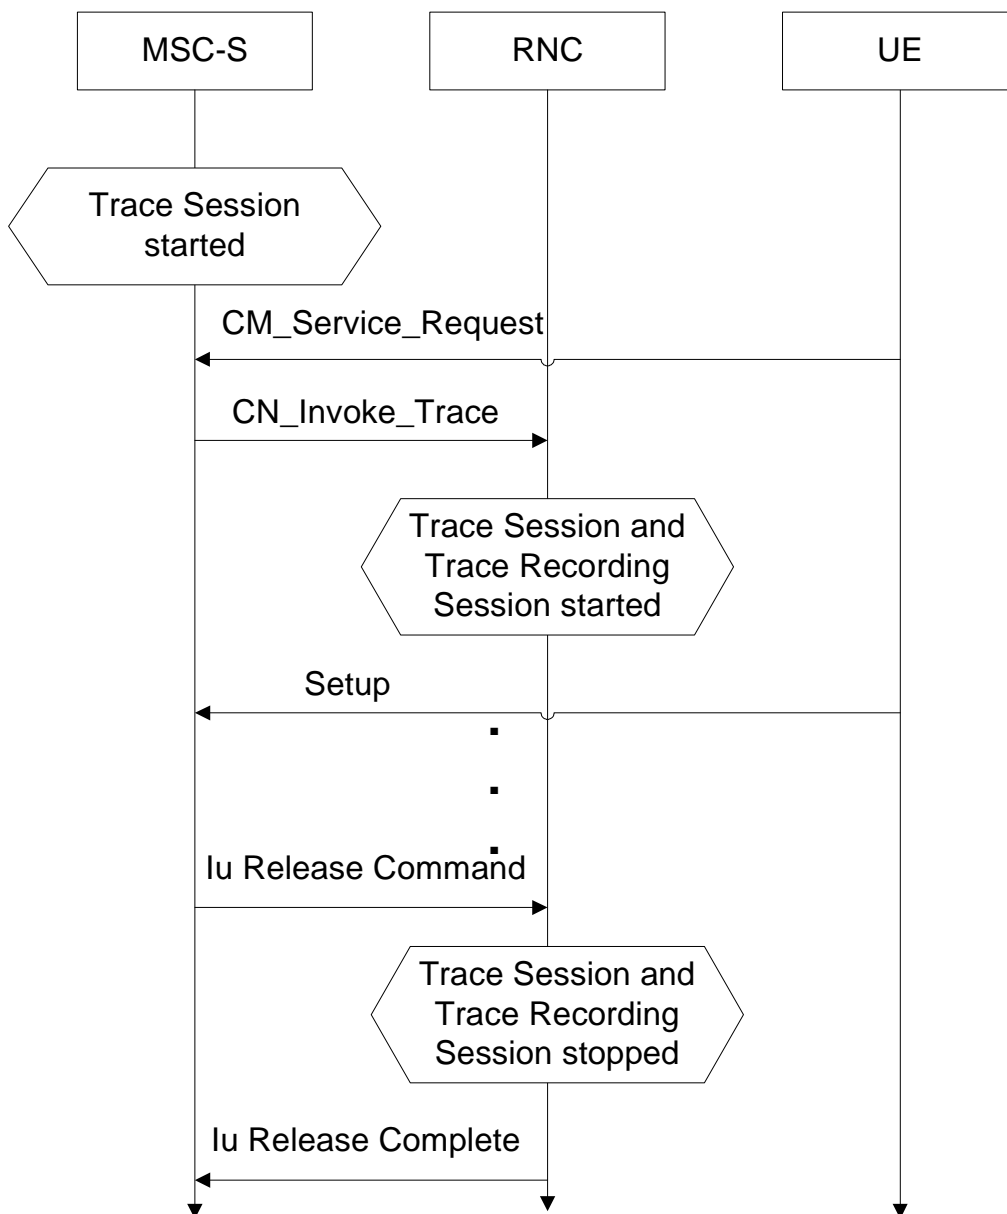 MSC-S
RNC
UE
Trace Session
started
CM_Service_Request
CN_Invoke_Trace
Trace Session and
Trace Recording
Session started
Setup
Iu Release Command
Trace Session and
Trace Recording
Session stopped
Iu Release Complete